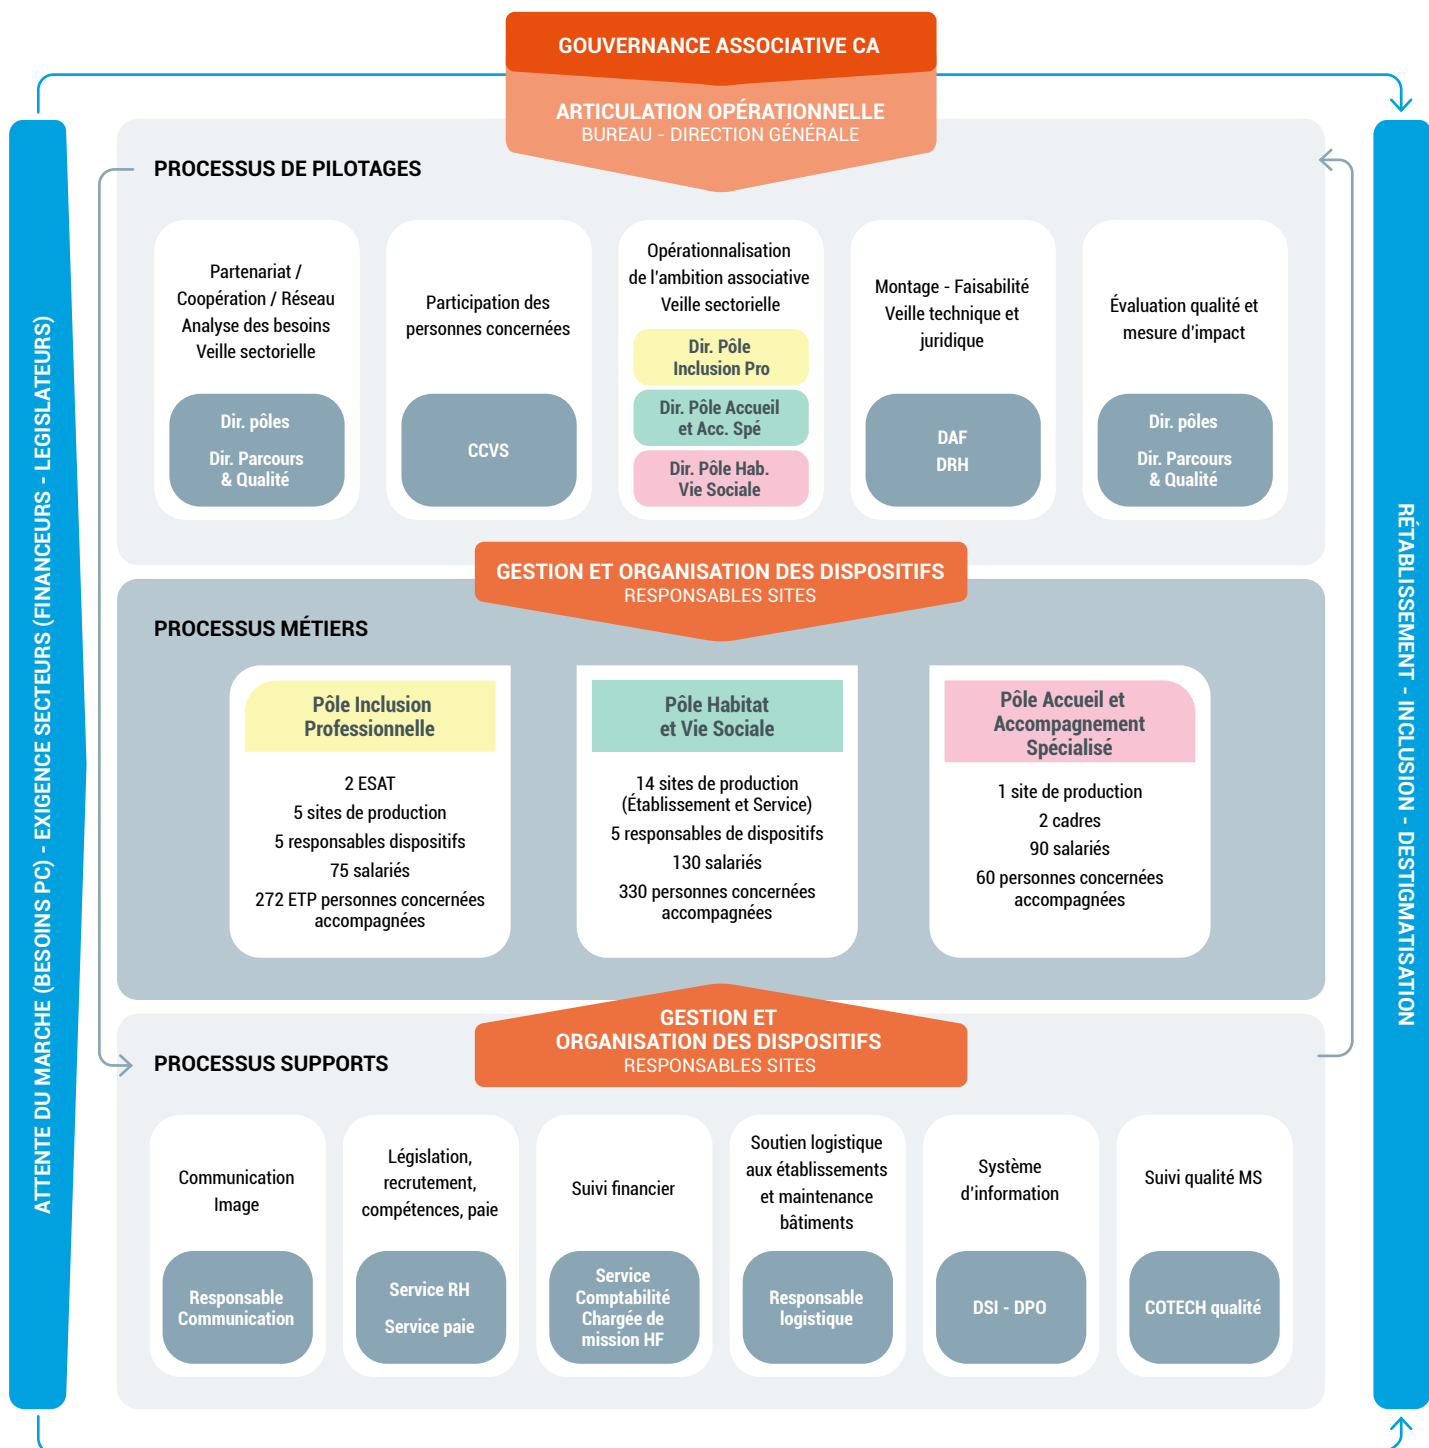 GOUVERNANCE ASSOCIATIVE CA
ARTICULATION OPÉRATIONNELLE
BUREAU - DIRECTION GÉNÉRALE
ATTENTE DU MARCHE (BESOINS PC) - EXIGENCE SECTEURS (FINANCEURS - LEGISLATEURS)
PROCESSUS DE PILOTAGES
Partenariat /
Coopération / Réseau
Analyse des besoins
Veille sectorielle
Dir. pôles
Dir. Parcours
& Qualité
Participation des
personnes concernées
CCVS
Opérationnalisation
de l'ambition associative
Veille sectorielle
Dir. Pôle
Inclusion Pro
Dir. Pôle Accueil
et Acc. Spé
Dir. Pôle Hab.
Vie Sociale
Montage - Faisabilité
Veille technique et
juridique
DAF
DRH
Évaluation qualité et
mesure d'impact
Dir. pôles
Dir. Parcours
& Qualité
GESTION ET ORGANISATION DES DISPOSITIFS
RESPONSABLES SITES
PROCESSUS MÉTIERS
Pôle Inclusion
Professionnelle
2 ESAT
5 sites de production
5 responsables dispositifs
75 salariés
272 ETP personnes concernées
accompagnées
Pôle Habitat
et Vie Sociale
14 sites de production
(Établissement et Service)
5 responsables de dispositifs
130 salariés
330 personnes concernées
accompagnées
Pôle Accueil et
Accompagnement
Spécialisé
1 site de production
2 cadres
90 salariés
60 personnes concernées
accompagnées
GESTION ET
ORGANISATION DES DISPOSITIFS
RESPONSABLES SITES
PROCESSUS SUPPORTS
Communication
Image
Responsable
Communication
Législation,
recrutement,
compétences, paie
Service RH
Service paie
Suivi financier
Service
Comptabilité
Chargée de
mission HF
Soutien logistique
aux établissements
et maintenance
bâtiments
Responsable
logistique
Système
d'information
DSI - DPO
Suivi qualité MS
COTECH qualité
RÉTABLISSEMENT - INCLUSION - DESTIGMATISATION